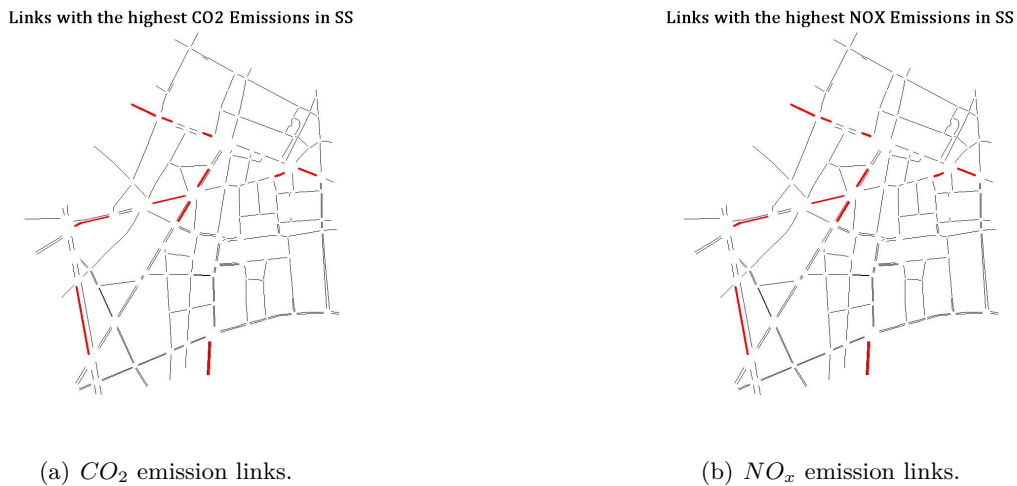 Links with the highest CO2 Emissions in SS
Links with the highest NOX Emissions in SS
(a) CO₂ emission links.
(b) NOₓ emission links.